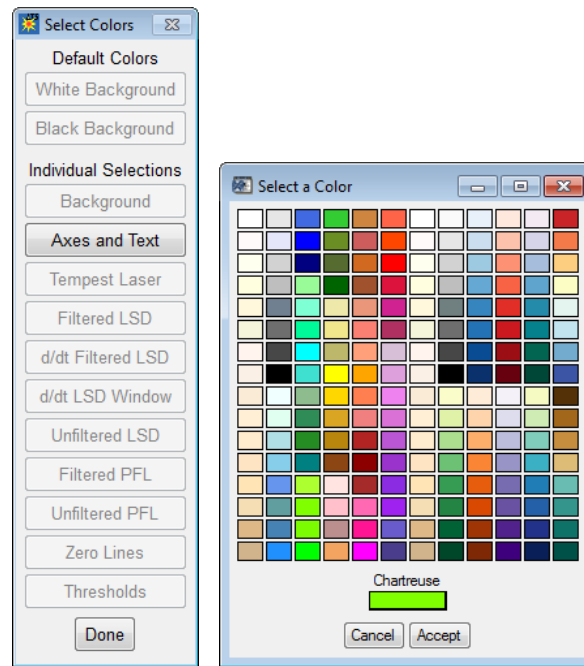 Select Colors
Default Colors
White Background
Black Background
Individual Selections
Background
Axes and Text
Tempest Laser
Filtered LSD
d/dt Filtered LSD
d/dt LSD Window
Unfiltered LSD
Filtered PFL
Unfiltered PFL
Zero Lines
Thresholds
Done
Select a Color
Chartreuse
Cancel Accept